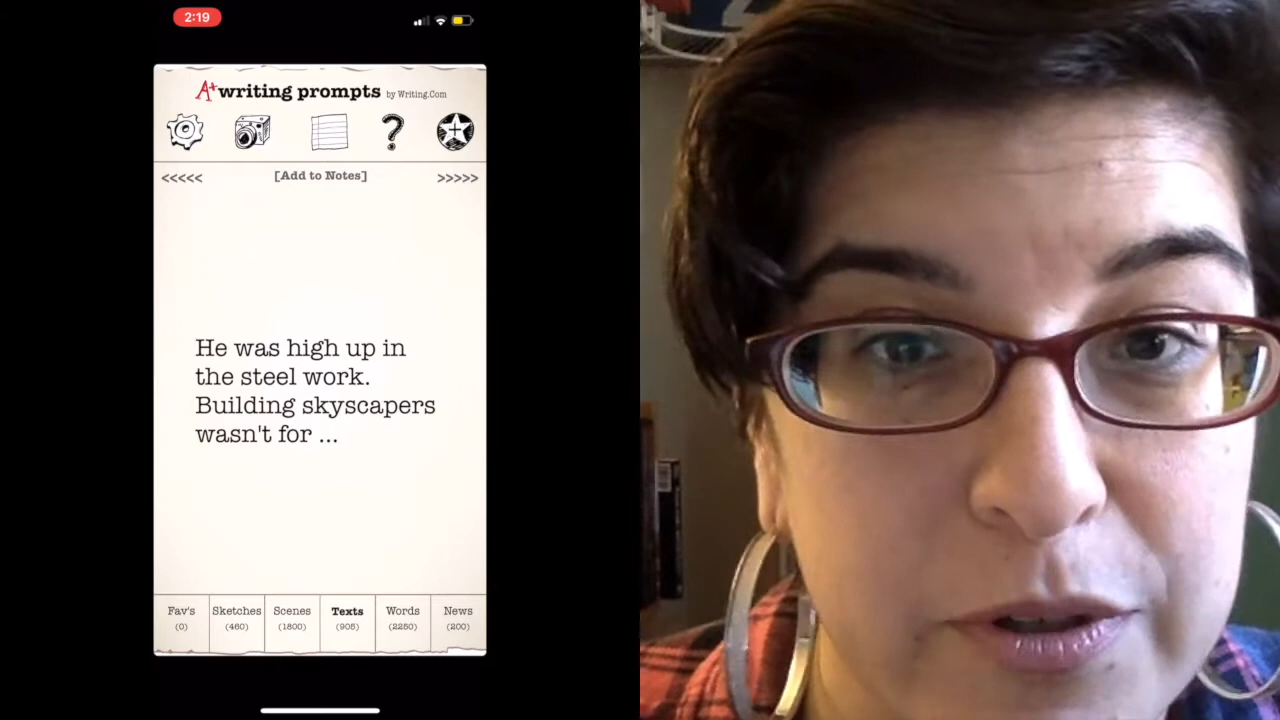 2:19
A+ writing prompts by Writing.Com
<<<<< [Add to Notes] >>>>>
He was high up in
the steel work.
Building skyscapers
wasn't for ...
Fav's Sketches Scenes Texts Words News
(0) (460) (1800) (905) (2250) (200)